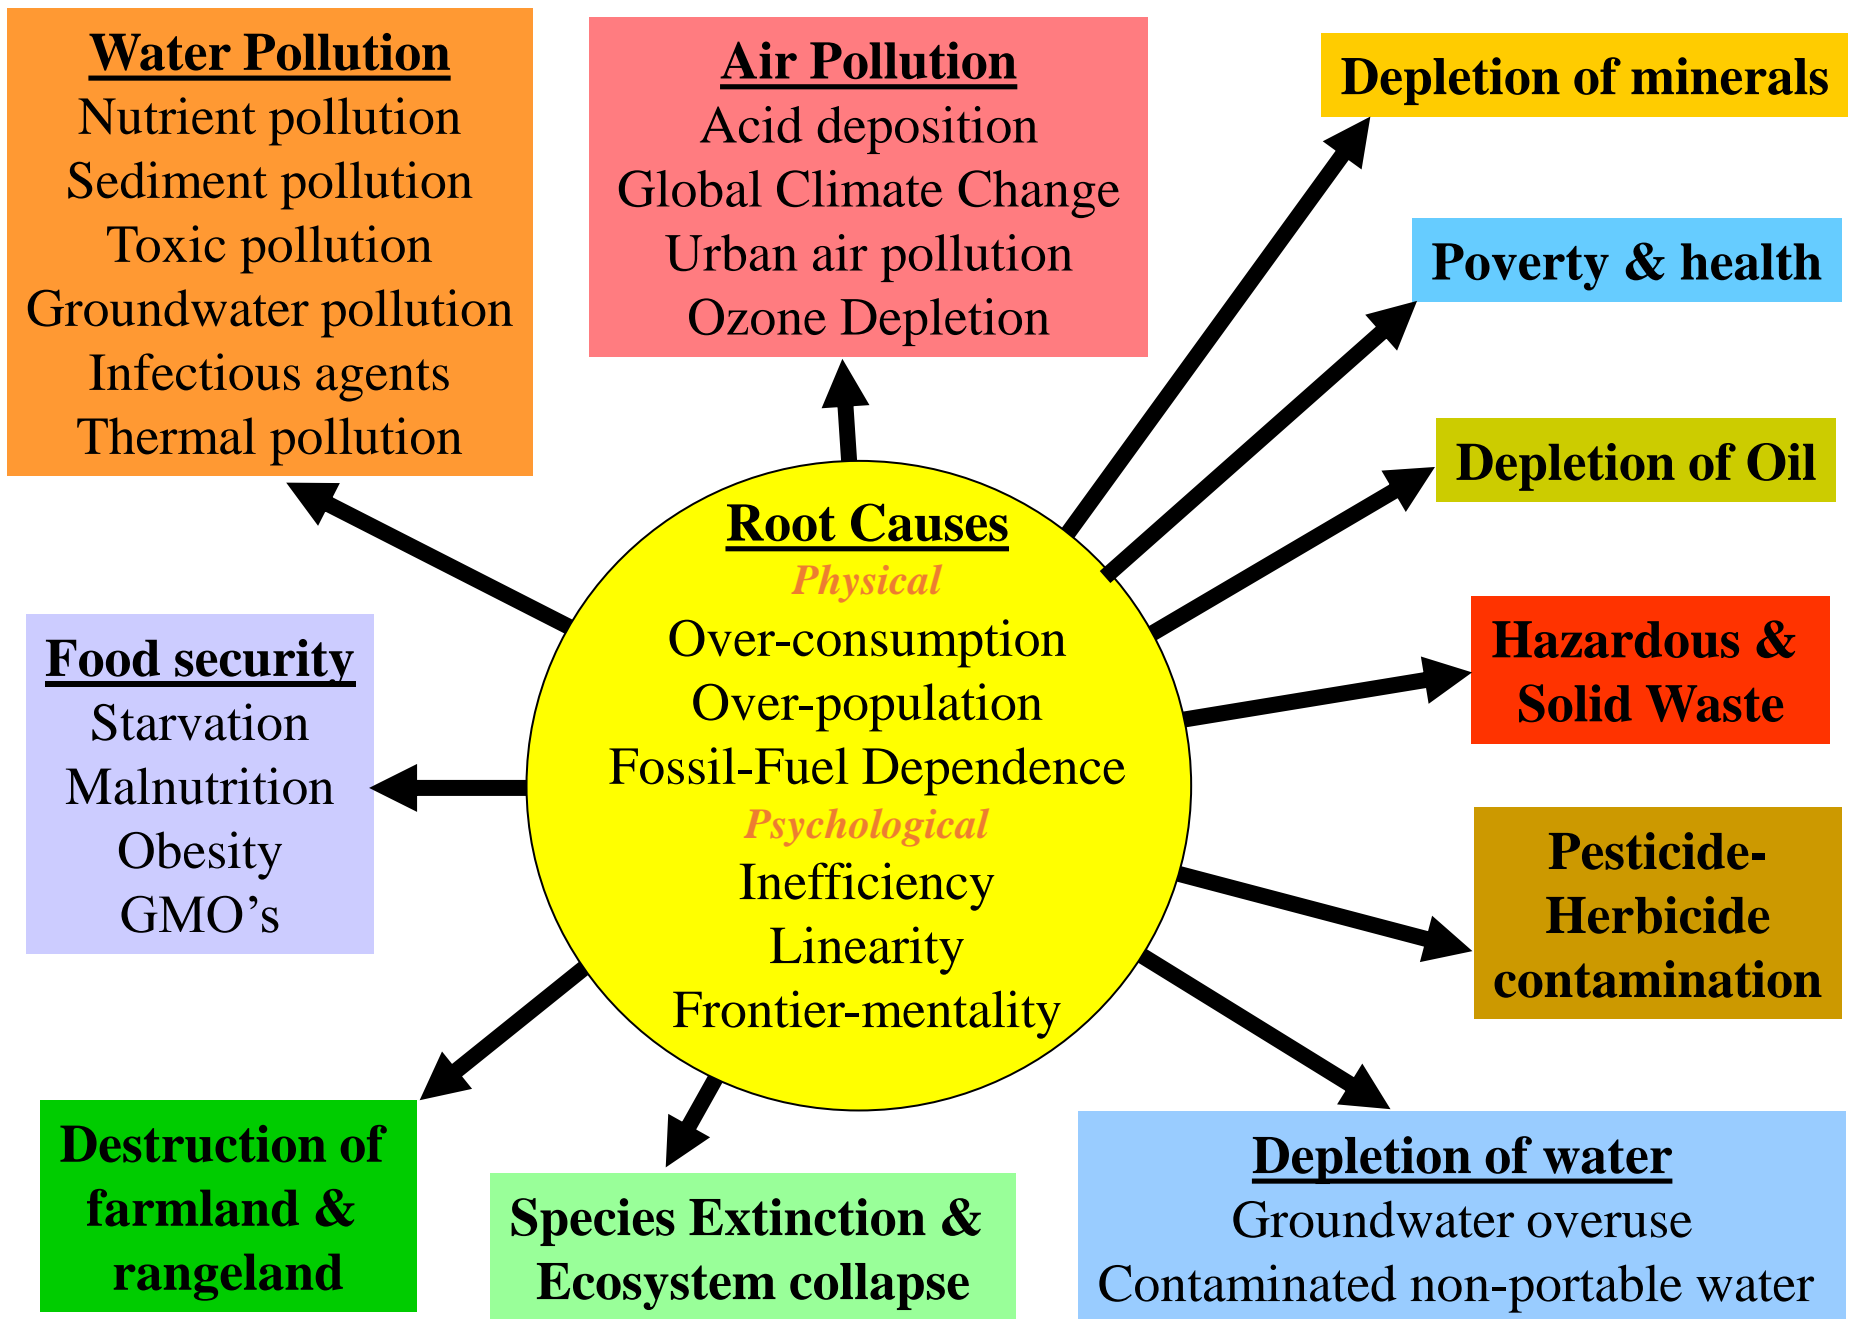 Water Pollution
Nutrient pollution
Sediment pollution
Toxic pollution
Groundwater pollution
Infectious agents
Thermal pollution
Air Pollution
Acid deposition
Global Climate Change
Urban air pollution
Ozone Depletion
Depletion of minerals
Poverty & health
Depletion of Oil
Hazardous &
Solid Waste
Pesticide-
Herbicide
contamination
Root Causes
Physical
Over-consumption
Over-population
Fossil-Fuel Dependence
Psychological
Inefficiency
Linearity
Frontier-mentality
Food security
Starvation
Malnutrition
Obesity
GMO’s
Destruction of
farmland &
rangeland
Species Extinction &
Ecosystem collapse
Depletion of water
Groundwater overuse
Contaminated non-portable water